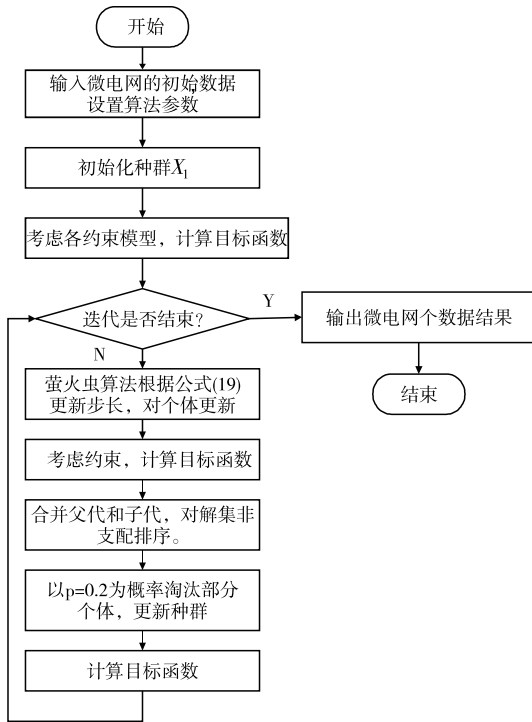 开始
输入微电网的初始数据,
设置算法参数
初始化种群X1
考虑各约束模型，计算目标函数
迭代是否结束？
Y
输出微电网个数据结果
结束
N
萤火虫算法根据公式(19)
更新步长，对个体更新
考虑约束，计算目标函数
合并父代和子代，对解集非
支配排序。
以p=0.2为概率淘汰部分
个体，更新种群
计算目标函数